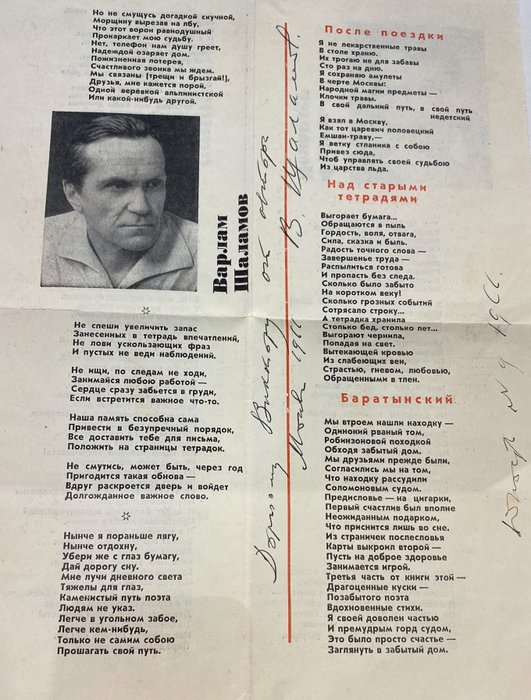 Но не смущусь догадной скучной,
Морщину вырезав на лбу,
Что этот ворон равнодушный
Прокаркает мою судьбу.
Нет, телефон нам душу греет,
Надеждой озаряет дом.
Пожизненная лотерея,
Счастливого звонка мы ждем.
Мы связаны [трещи и брызгай!],
Друзья, мне кажется порой,
Одной веревкой альпинистской
Или какой-нибудь другой.
Варлам
Шаламов
Не спеши увеличить запас
Занесенных в тетрадь впечатлений,
Не лови ускользающих фраз
И пустых не веди наблюдений.
Не ищи, по следам не ходи,
Занимайся любою работой —
Сердце сразу забьется в груди,
Если встретится важное что-то.
Наша память способна сама
Привести в безупречный порядок,
Все доставить тебе для письма,
Положить на страницы тетрадок.
Не смутись, может быть, через год
Пригодится такая обнова —
Вдруг раскроется дверь и войдет
Долгожданное важное слово.
Нынче я пораньше лягу,
Нынче отдохну,
Убери же с глаз бумагу,
Дай дорогу сну.
Мне лучи дневного света
Тяжелы для глаз,
Каменистый путь поэта
Людям не указ.
Легче в угольном забое,
Легче кем-нибудь,
Только не самим собою
Прошагать свой путь.
Дорогому Виктору от автора
Москва 1966 В. Шаламов.
После поездки
Я не лекарственные травы
В столе храню.
Их трогаю не для забавы
Сто раз на дню.
Я сохраняю амулеты
В черте Москвы:
Народной магии предметы —
Клочки травы.
В свой дальний путь, в свой путь
недетский
Я взял в Москву,
Как тот царевич половецкий
Емшан-траву,—
Я ветку стланика с собою
Привез сюда,
Чтоб управлять своей судьбою
Из царства льда.
Над старыми
тетрадями
Выгорает бумага...
Обращаются в пыль
Гордость, воля, отвага,
Сила, сказка и быль.
Радость точного слова —
Завершенье труда —
Распылиться готова
И пропасть без следа.
Сколько было забыто
На коротком веку!
Сколько грозных событий
Сотрясало строку...
А тетрадка хранила
Столько бед, столько лет...
Выгорают чернила,
Попадая на свет.
Вытекающей кровью
Из слабеющих вен,
Страстью, гневом, любовью,
Обращенными в тлен.
Баратынский
Мы втроем нашли находку —
Одинокий рваный том,
Робинзоновой походкой
Обходя забытый дом.
Мы друзьями прежде были,
Согласились мы на том,
Что находку рассудили
Соломоновым судом.
Предисловье — на цигарки,
Первый счастлив был вполне
Неожиданным подарком,
Что приснится лишь во сне.
Из страничек послесловья
Карты выкроил второй —
Пусть на доброе здоровье
Занимается игрой.
Третья часть от книги этой —
Драгоценные куски —
Позабытого поэта
Вдохновенные стихи.
Я своей доволен частью
И премудрым горд судом,
Это было просто счастье —
Заглянуть в забытый дом.
Юность N 9 1966.